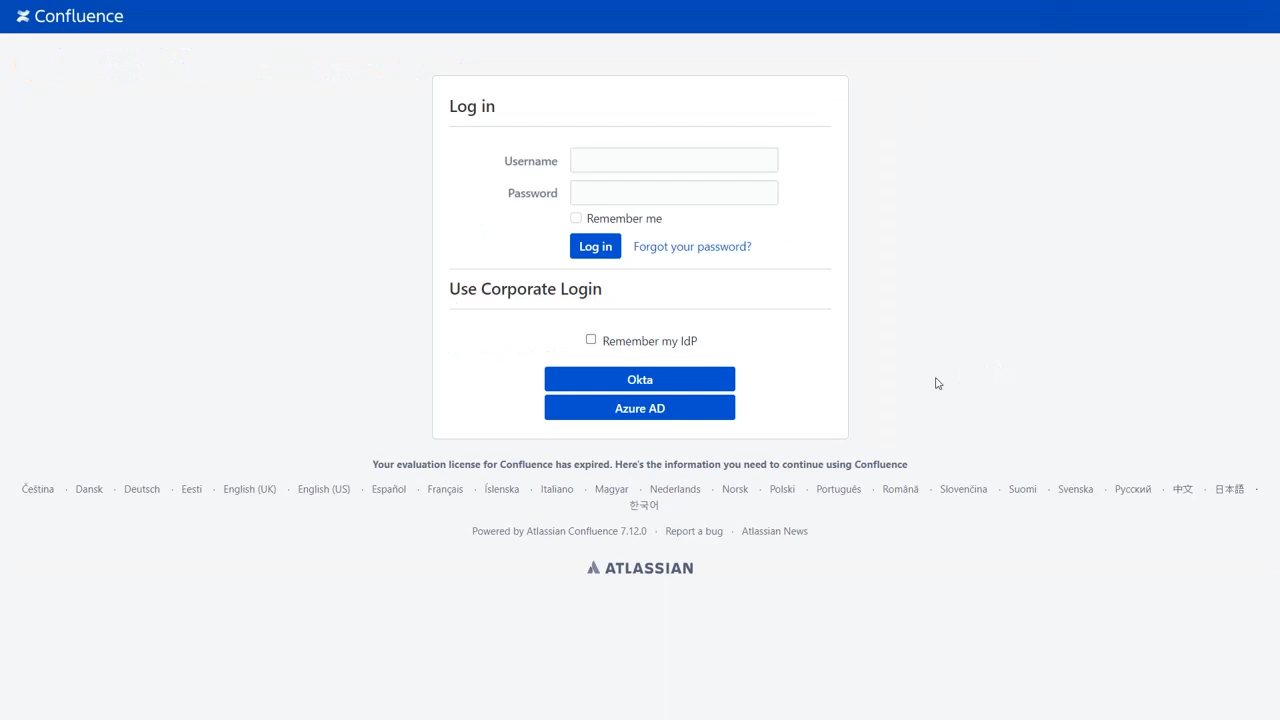 Confluence
Log in
Username
Password
Remember me
Log in Forgot your password?
Use Corporate Login
Remember my IdP
Okta
Azure AD
Your evaluation license for Confluence has expired. Here's the information you need to continue using Confluence
Čeština · Dansk · Deutsch · Eesti · English (UK) · English (US) · Español · Français · Íslenska · Italiano · Magyar · Nederlands · Norsk · Polski · Português · Română · Slovenčina · Suomi · Svenska · Русский · 中文 · 日本語 ·
한국어
Powered by Atlassian Confluence 7.12.0 · Report a bug · Atlassian News
ATLASSIAN